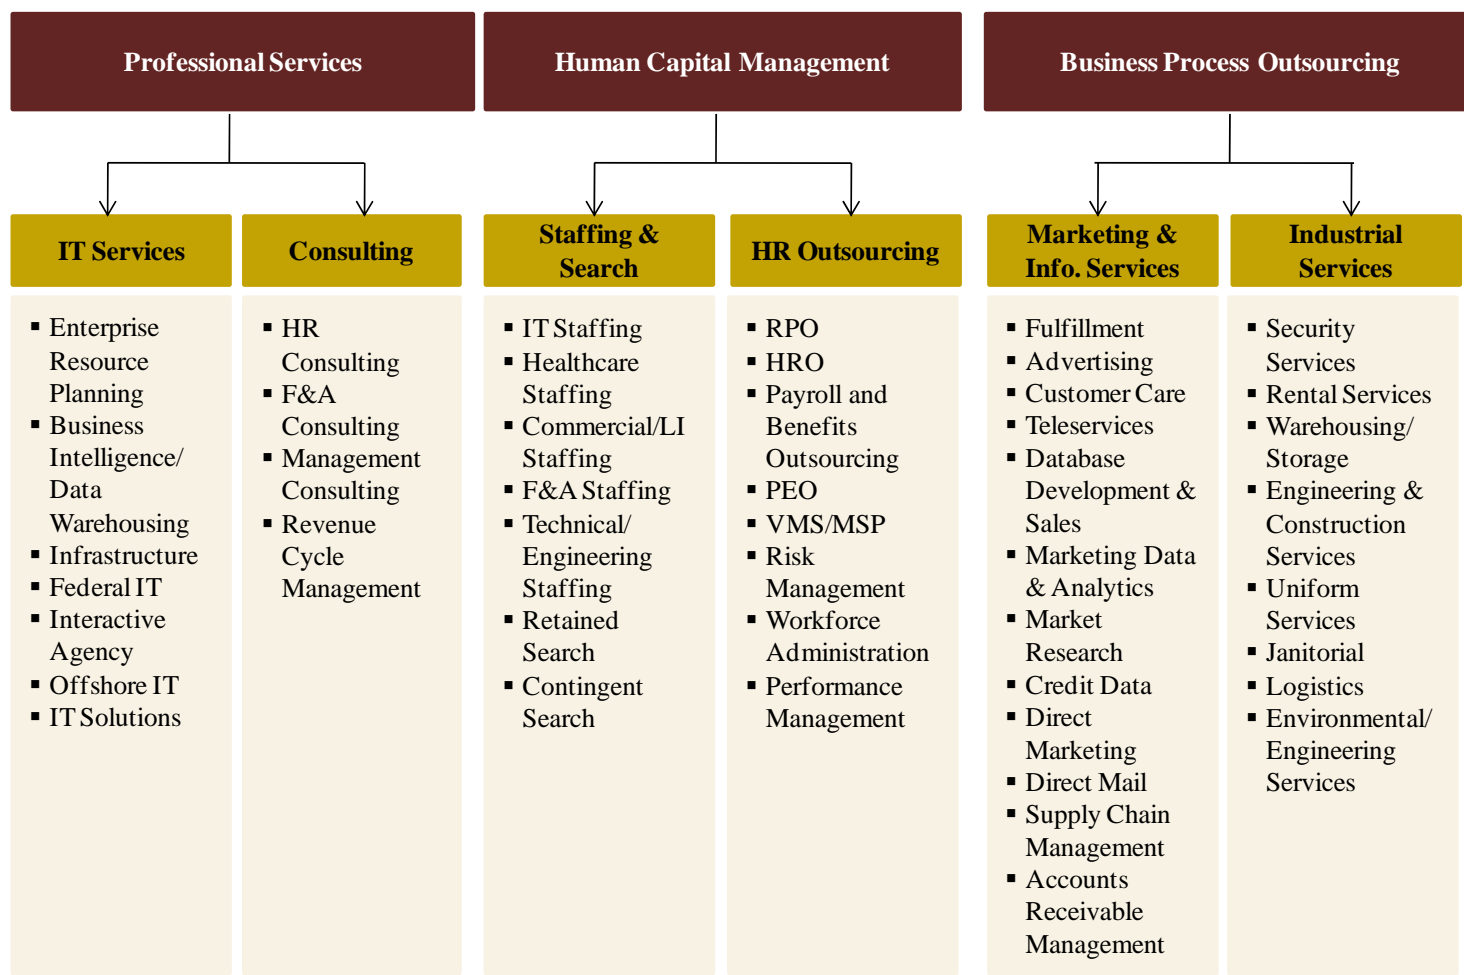 Professional Services
Human Capital Management
Business Process Outsourcing
IT Services
▪ Enterprise
Resource
Planning
▪ Business
Intelligence/
Data
Warehousing
▪ Infrastructure
▪ Federal IT
▪ Interactive
Agency
▪ Offshore IT
▪ IT Solutions
Consulting
▪ HR
Consulting
▪ F&A
Consulting
▪ Management
Consulting
▪ Revenue
Cycle
Management
Staffing &
Search
▪ IT Staffing
▪ Healthcare
Staffing
▪ Commercial/LI
Staffing
▪ F&A Staffing
▪ Technical/
Engineering
Staffing
▪ Retained
Search
▪ Contingent
Search
HR Outsourcing
▪ RPO
▪ HRO
▪ Payroll and
Benefits
Outsourcing
▪ PEO
▪ VMS/MSP
▪ Risk
Management
▪ Workforce
Administration
▪ Performance
Management
Marketing &
Info. Services
▪ Fulfillment
▪ Advertising
▪ Customer Care
▪ Teleservices
▪ Database
Development &
Sales
▪ Marketing Data
& Analytics
▪ Market
Research
▪ Credit Data
▪ Direct
Marketing
▪ Direct Mail
▪ Supply Chain
Management
▪ Accounts
Receivable
Management
Industrial
Services
▪ Security
Services
▪ Rental Services
▪ Warehousing/
Storage
▪ Engineering &
Construction
Services
▪ Uniform
Services
▪ Janitorial
▪ Logistics
▪ Environmental/
Engineering
Services